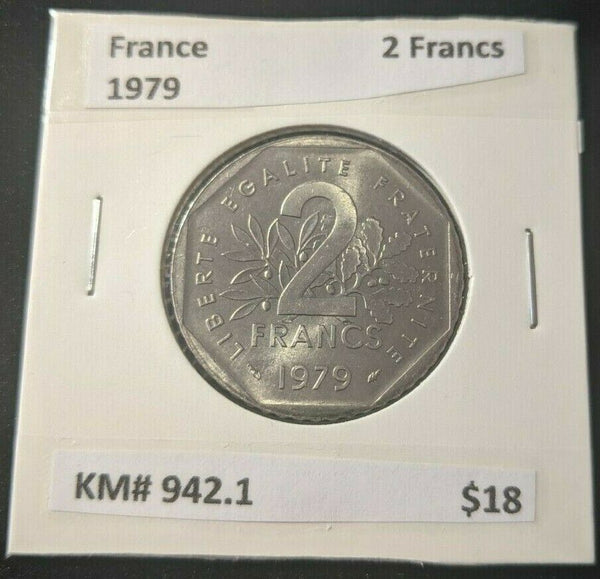 France 2 Francs
1979
LIBERTE EGALITE FRATERNITE
2
FRANCS
1979
KM# 942.1 $18